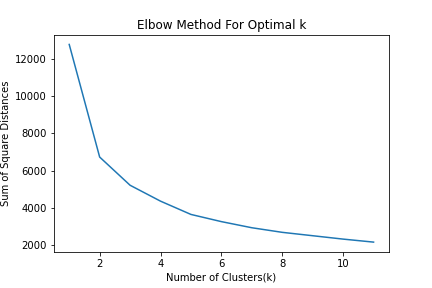 Elbow Method For Optimal k
12000
10000
8000
6000
4000
2000
Sum of Square Distances
2 4 6 8 10
Number of Clusters(k)